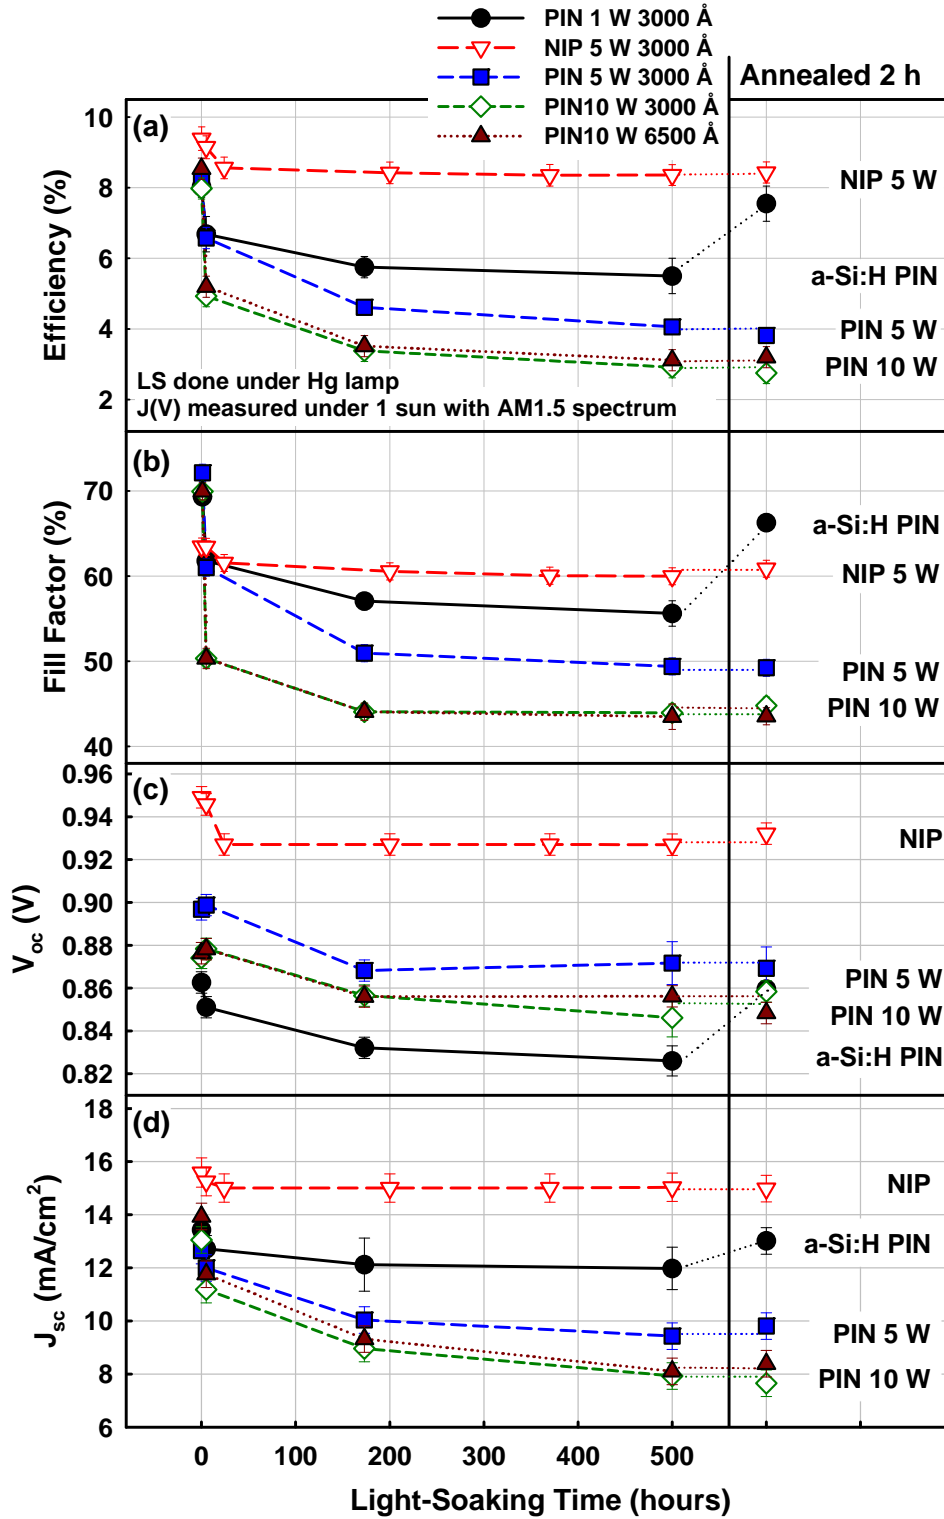 PIN 1 W 3000 Å
NIP 5 W 3000 Å
PIN 5 W 3000 Å
PIN10 W 3000 Å
PIN10 W 6500 Å
Annealed 2 h
(a)
Efficiency (%)
10
8
6
4
2
NIP 5 W
a-Si:H PIN
PIN 5 W
PIN 10 W
LS done under Hg lamp
J(V) measured under 1 sun with AM1.5 spectrum
(b)
Fill Factor (%)
70
60
50
40
a-Si:H PIN
NIP 5 W
PIN 5 W
PIN 10 W
(c)
Voc (V)
0.96
0.94
0.92
0.90
0.88
0.86
0.84
0.82
NIP
PIN 5 W
PIN 10 W
a-Si:H PIN
(d)
Jsc (mA/cm²)
18
16
14
12
10
8
6
NIP
a-Si:H PIN
PIN 5 W
PIN 10 W
0 100 200 300 400 500
Light-Soaking Time (hours)